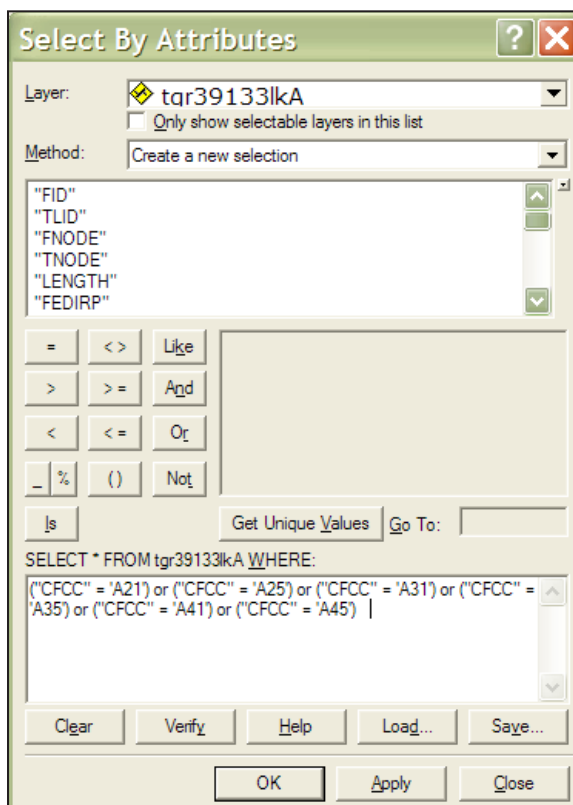 Select By Attributes
?
X
Layer:
tgr39133lkA
Only show selectable layers in this list
Method:
Create a new selection
"FID"
"TLID"
"FNODE"
"TNODE"
"LENGTH"
"FEDIRP"
= < > Like
> > = And
< < = Or
_ % ( ) Not
Is
Get Unique Values
Go To:
SELECT * FROM tgr39133lkA WHERE:
("CFCC" = 'A21') or ("CFCC" = 'A25') or ("CFCC" = 'A31') or ("CFCC" =
'A35') or ("CFCC" = 'A41') or ("CFCC" = 'A45')
Clear Verify Help Load... Save...
OK Apply Close